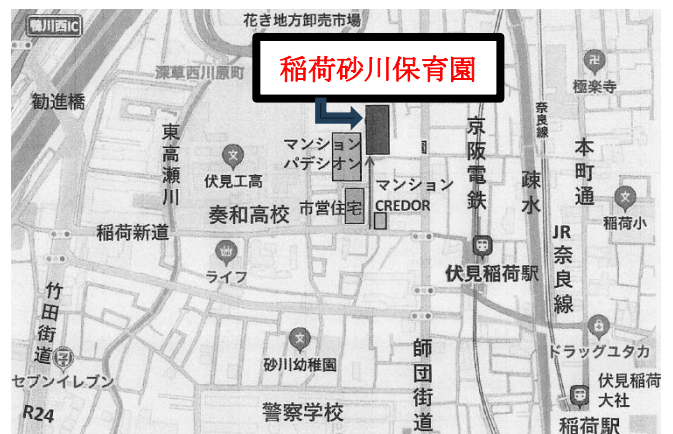 鴨川西IC
花き地方卸売市場
稲荷砂川保育園
深草西川原町
極楽寺
勧進橋
奈良線
東高瀬川
マンション
パデシオン
京阪電鉄
本町通
伏見工高
マンション
CREDOR
疎水
稲荷小
奏和高校
市営住宅
稲荷新道
JR奈良線
伏見稲荷駅
ライフ
竹田街道
師団街道
砂川幼稚園
ドラッグユタカ
セブンイレブン
伏見稲荷
大社
R24
警察学校
稲荷駅